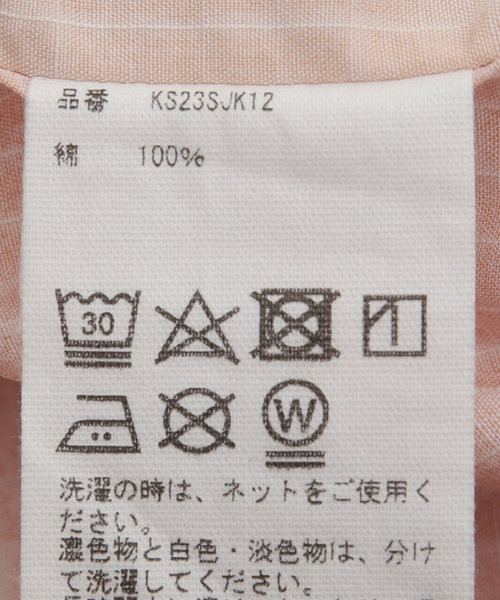 品番 KS23SJK12
綿 100%
30
W
洗濯の時は、ネットをご使用く
ださい。
濃色物と白色・淡色物は、分け
て洗濯してください。